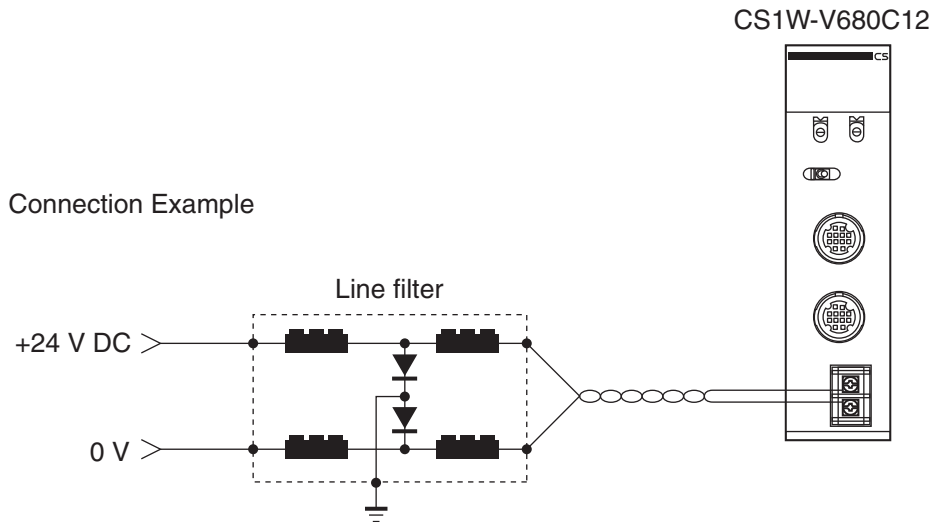 CS1W-V680C12
CS
Connection Example
Line filter
+24 V DC
0 V